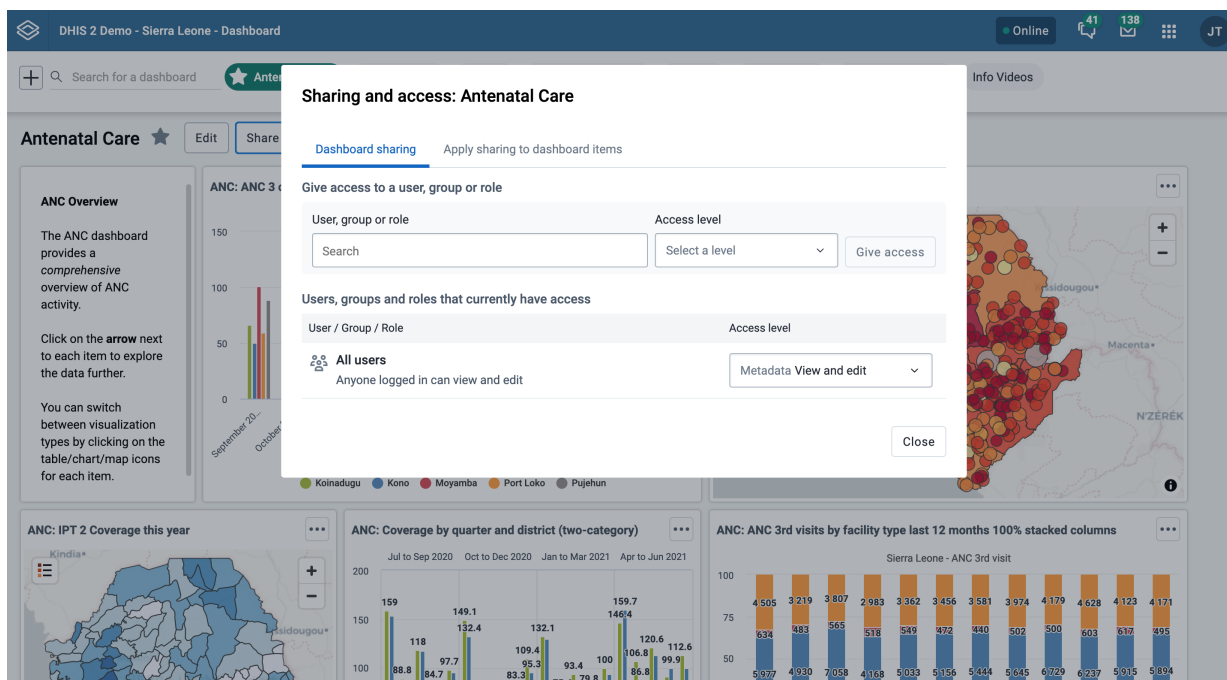 DHIS 2 Demo - Sierra Leone - Dashboard
Online
41
138
JT
Search for a dashboard
Info Videos
Antenatal Care
Edit
Share
Sharing and access: Antenatal Care
Dashboard sharing
Apply sharing to dashboard items
Give access to a user, group or role
User, group or role
Access level
Search
Select a level
Give access
Users, groups and roles that currently have access
User / Group / Role
Access level
All users
Anyone logged in can view and edit
Metadata View and edit
Close
ANC Overview
The ANC dashboard
provides a
comprehensive
overview of ANC
activity.
Click on the arrow next
to each item to explore
the data further.
You can switch
between visualization
types by clicking on the
table/chart/map icons
for each item.
ANC: ANC 3
150
100
50
0
September 20...
October
Koinadugu
Kono
Moyamba
Port Loko
Pujehun
ssidougou
Macenta
N'ZÉRÉK
ANC: IPT 2 Coverage this year
Kindia
ssidougou
ANC: Coverage by quarter and district (two-category)
Jul to Sep 2020
Oct to Dec 2020
Jan to Mar 2021
Apr to Jun 2021
200
150
100
159
118
88.8
84.7
97.7
149.1
132.4
109.4
95.3
83.3
132.1
93.4
79.8
100
159.7
146.4
106.8
86.8
120.6
99.9
112.6
ANC: ANC 3rd visits by facility type last 12 months 100% stacked columns
Sierra Leone - ANC 3rd visit
100
75
50
4 505
3 219
3 807
2 983
3 362
3 456
3 581
3 974
4 179
4 628
4 123
4 171
634
483
565
518
549
472
440
502
500
603
617
495
5 977
4 930
7 058
4 168
5 033
5 156
5 444
5 645
6 729
6 237
5 915
5 894